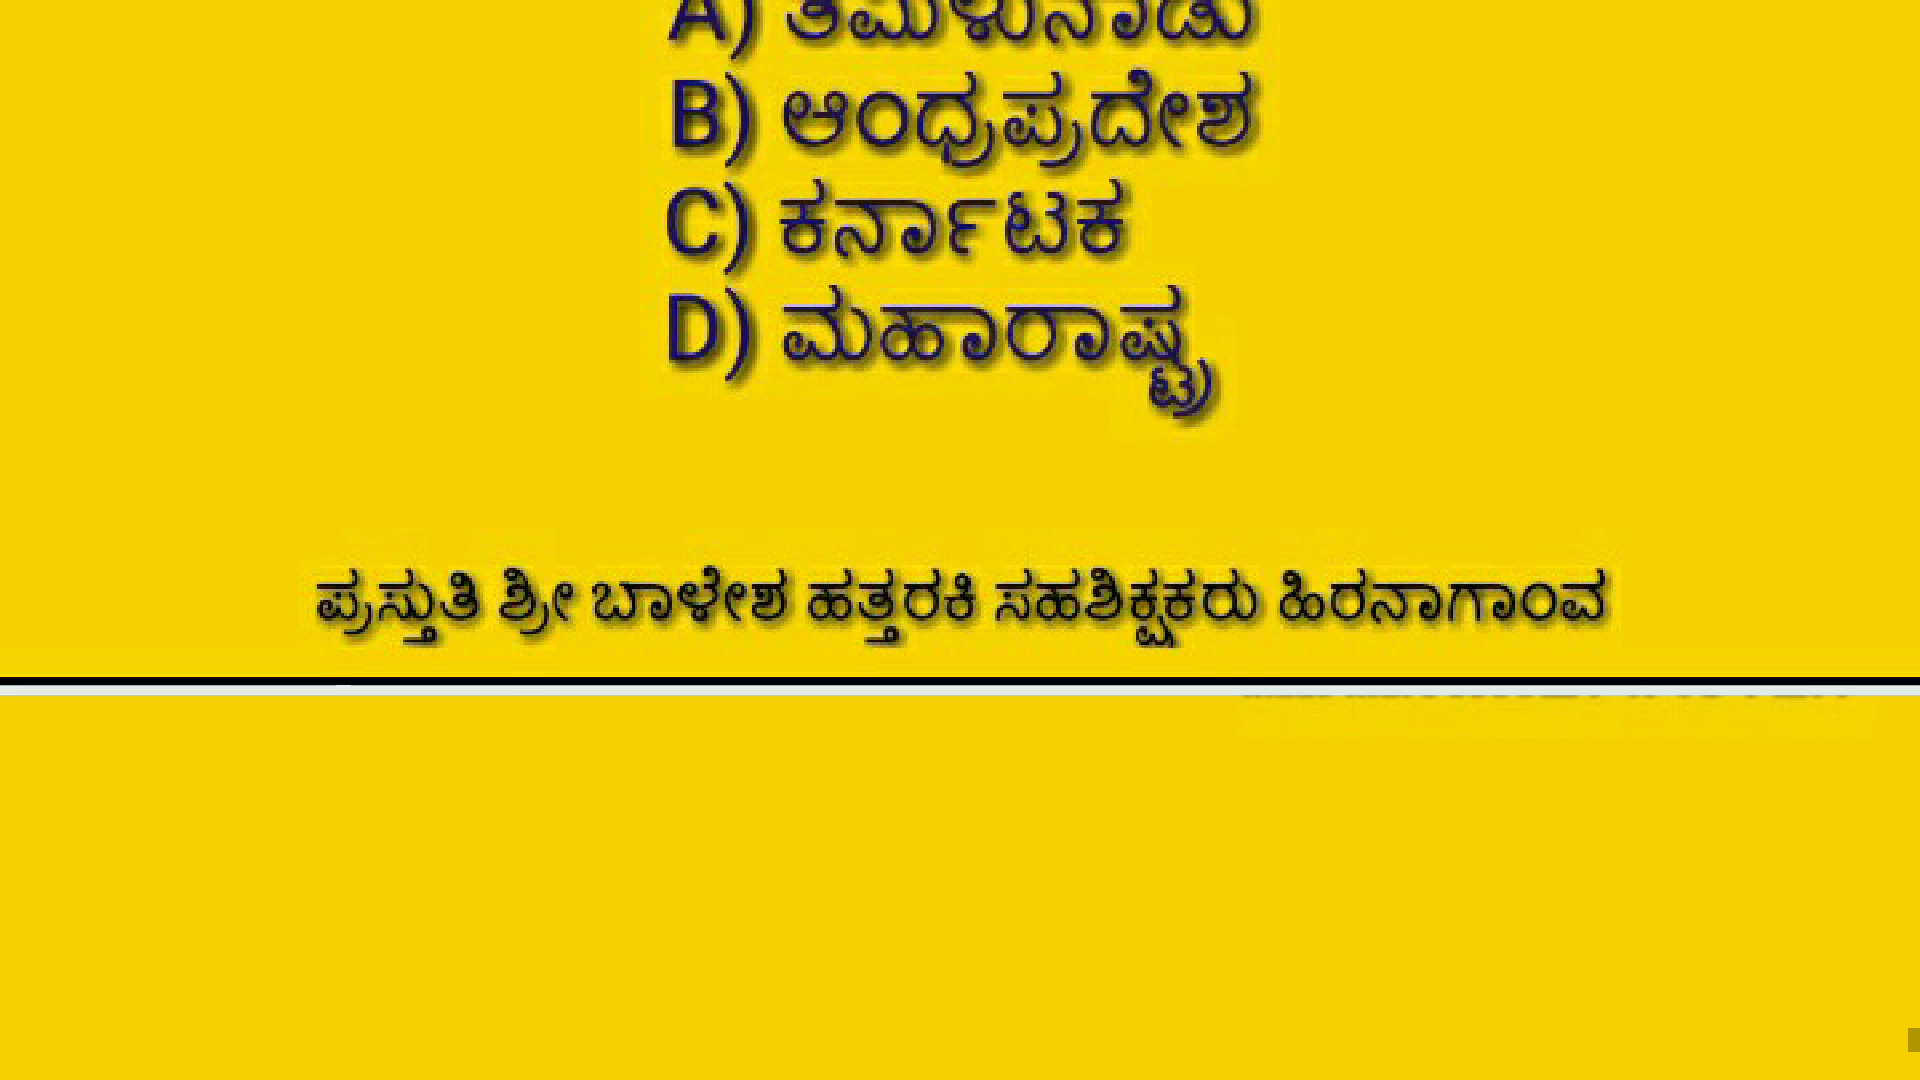 A) ತಮಿಳುನಾಡು
B) ಆಂಧ್ರಪ್ರದೇಶ
C) ಕರ್ನಾಟಕ
D) ಮಹಾರಾಷ್ಟ್ರ
ಪ್ರಸ್ತುತಿ ಶ್ರೀ ಬಾಳೇಶ ಹತ್ತರಕಿ ಸಹಶಿಕ್ಷಕರು ಹಿರನಾಗಾಂವ